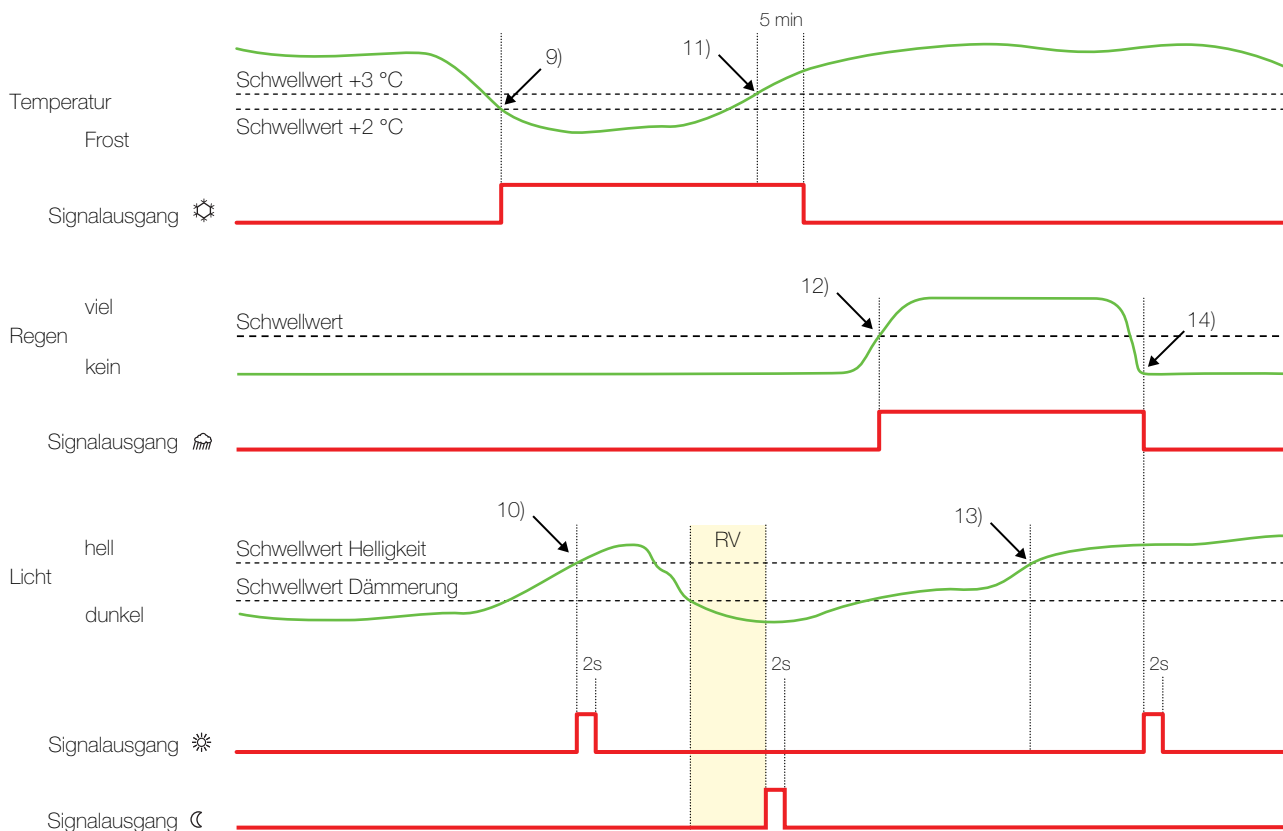 5 min
9)
11)
Schwellwert +3 °C
Temperatur
Schwellwert +2 °C
Frost
Signalausgang
viel
12)
Schwellwert
14)
Regen
kein
Signalausgang
10)
13)
RV
hell
Schwellwert Helligkeit
Licht
Schwellwert Dämmerung
dunkel
2s
2s
2s
Signalausgang
Signalausgang